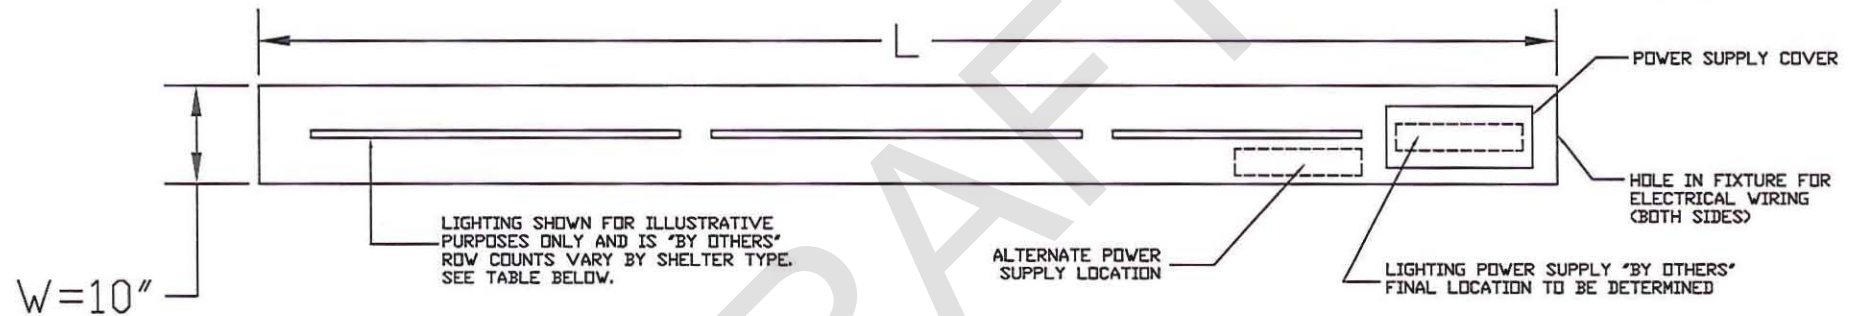 L
POWER SUPPLY COVER
HOLE IN FIXTURE FOR
ELECTRICAL WIRING
(BOTH SIDES)
LIGHTING SHOWN FOR ILLUSTRATIVE
PURPOSES ONLY AND IS "BY OTHERS"
ROW COUNTS VARY BY SHELTER TYPE.
SEE TABLE BELOW.
ALTERNATE POWER
SUPPLY LOCATION
LIGHTING POWER SUPPLY "BY OTHERS"
FINAL LOCATION TO BE DETERMINED
W=10"
RAFT